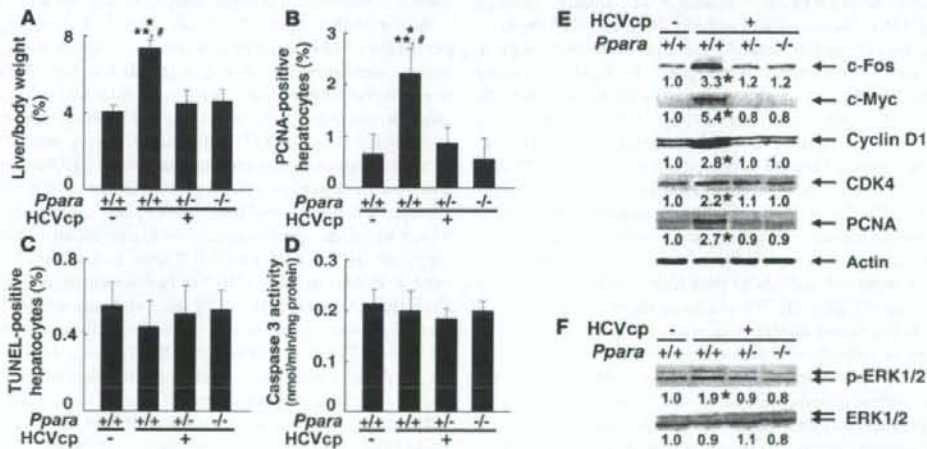 A
Liver/body weight (%)
8
4
0
*
**, #
Ppara +/+ +/+ +/- -/-
HCVcp - +
B
PCNA-positive hepatocytes (%)
3
2
1
0
*
**, #
+/+ +/+ +/- -/-
- +
C
TUNEL-positive hepatocytes (%)
0.8
0.4
0
Ppara +/+ +/+ +/- -/-
HCVcp - +
D
Caspase 3 activity
(nmol/min/mg protein)
0.3
0.2
0.1
0
+/+ +/+ +/- -/-
- +
E
HCVcp - +
Ppara +/+ +/+ +/- -/-
c-Fos
1.0 3.3* 1.2 1.2
c-Myc
1.0 5.4* 0.8 0.8
Cyclin D1
1.0 2.8* 1.0 1.0
CDK4
1.0 2.2* 1.1 1.0
PCNA
1.0 2.7* 0.9 0.9
Actin
F
HCVcp - +
Ppara +/+ +/+ +/- -/-
p-ERK1/2
1.0 1.9* 0.9 0.8
ERK1/2
1.0 0.9 1.1 0.8